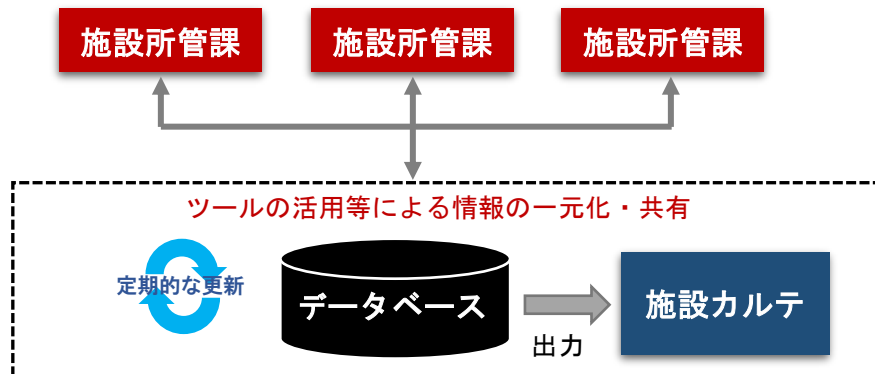 施設所管課
施設所管課
施設所管課
ツールの活用等による情報の一元化・共有
定期的な更新
データベース
出力
施設カルテ